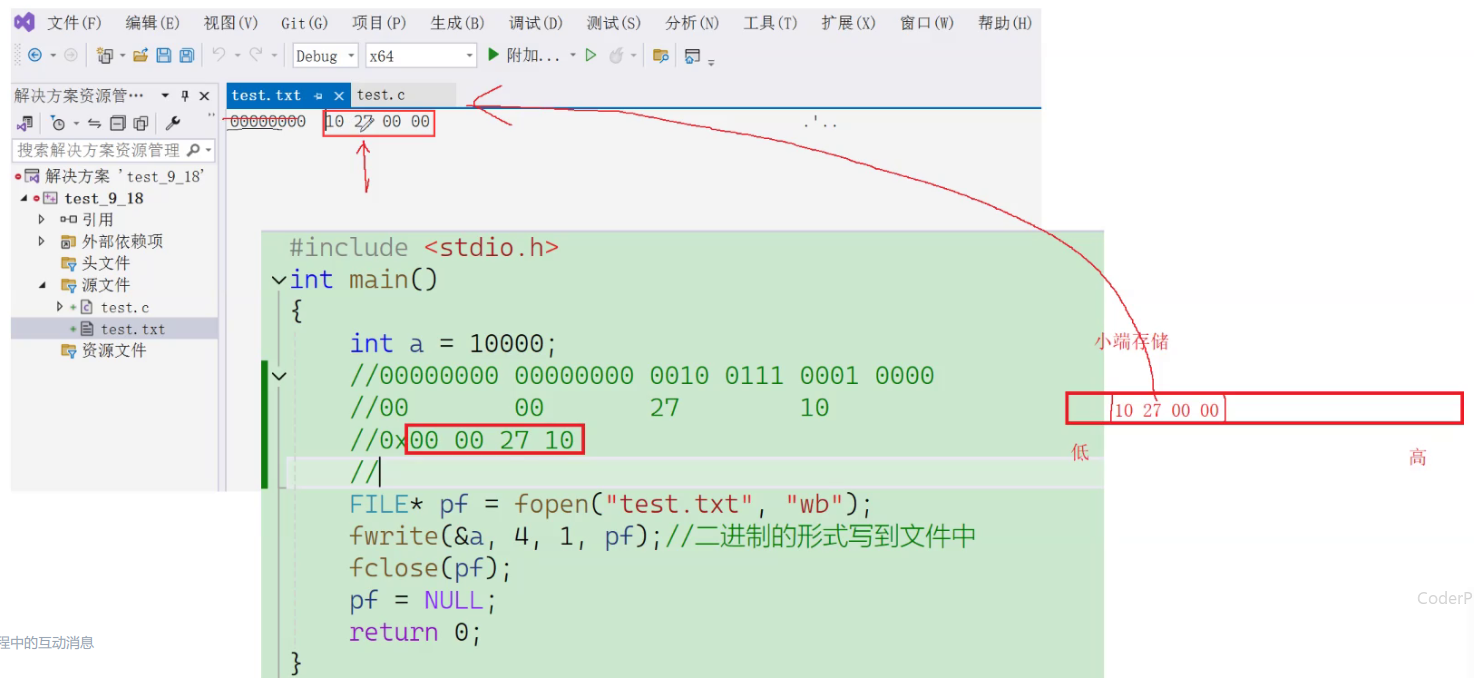 文件(F) 编辑(E) 视图(V) Git(G) 项目(P) 生成(B) 调试(D) 测试(S) 分析(N) 工具(T) 扩展(X) 窗口(W) 帮助(H)
Debug x64 附加...
解决方案资源管…
test.txt test.c
00000000 10 27 00 00 .'..
搜索解决方案资源管理
解决方案 'test_9_18'
test_9_18
引用
外部依赖项
头文件
源文件
test.c
test.txt
资源文件
#include <stdio.h>
int main()
{
int a = 10000;
//00000000 00000000 0010 0111 0001 0000
//00 00 27 10
//0x00 00 27 10
//
FILE* pf = fopen("test.txt", "wb");
fwrite(&a, 4, 1, pf);//二进制的形式写到文件中
fclose(pf);
pf = NULL;
return 0;
}
小端存储
10 27 00 00
低 高
CoderP
程中的互动消息